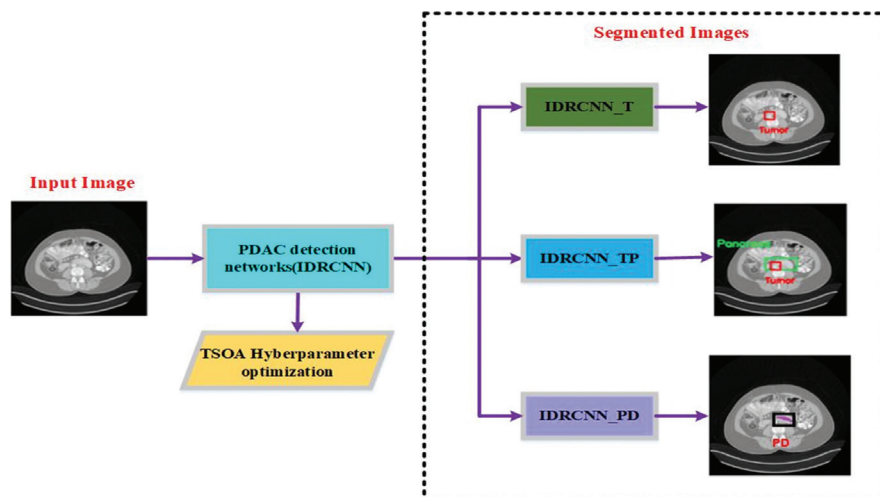 Segmented Images
IDRCNN_T
Tumor
Input Image
PDAC detection
networks(IDRCNN)
IDRCNN_TP
Pancreas
Tumor
TSOA Hyberparameter
optimization
IDRCNN_PD
PD